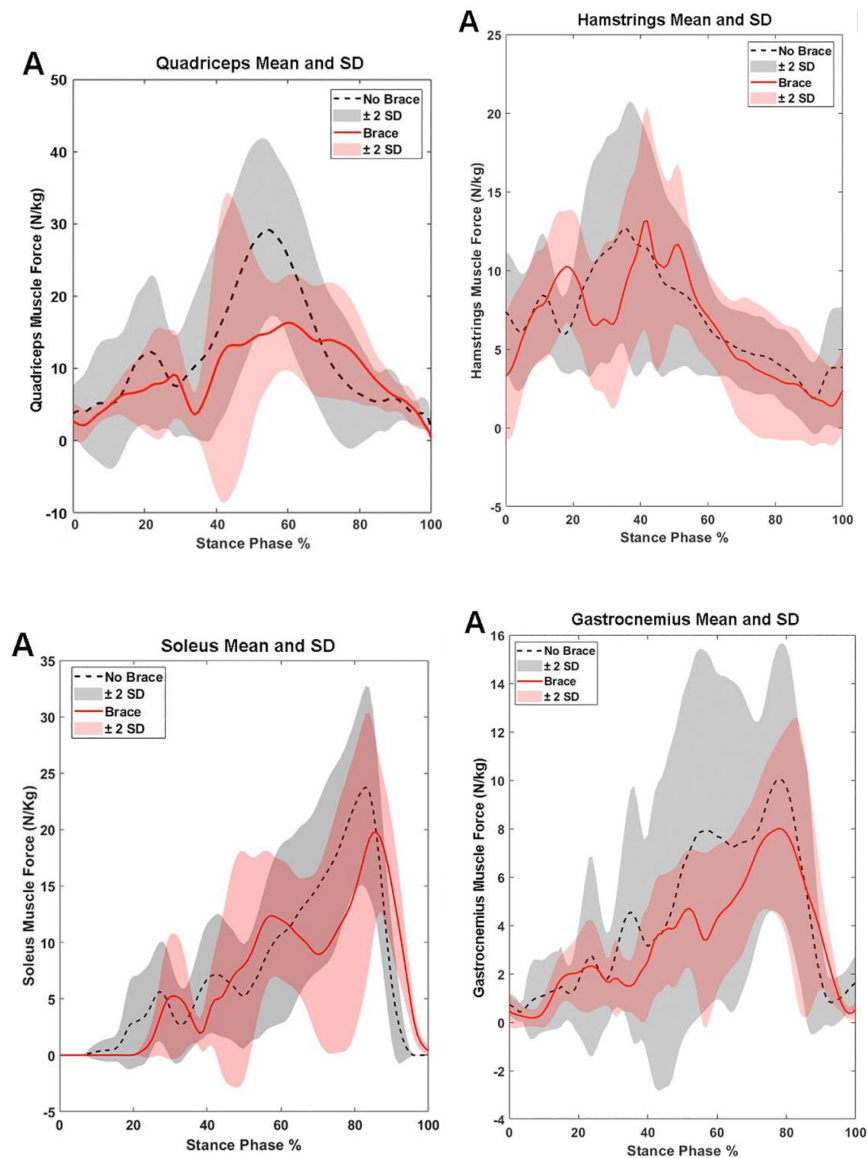 A
Quadriceps Mean and SD
50
40
30
20
10
0
-10
Quadriceps Muscle Force (N/kg)
No Brace
± 2 SD
Brace
± 2 SD
0 20 40 60 80 100
Stance Phase %
A
Hamstrings Mean and SD
25
20
15
10
5
0
-5
Hamstrings Muscle Force (N/kg)
No Brace
± 2 SD
Brace
± 2 SD
0 20 40 60 80 100
Stance Phase %
A
Soleus Mean and SD
35
30
25
20
15
10
5
0
-5
Soleus Muscle Force (N/Kg)
No Brace
± 2 SD
Brace
± 2 SD
0 20 40 60 80 100
Stance Phase %
A
Gastrocnemius Mean and SD
16
14
12
10
8
6
4
2
0
-2
-4
Gastrocnemius Muscle Force (N/kg)
No Brace
± 2 SD
Brace
± 2 SD
0 20 40 60 80 100
Stance Phase %